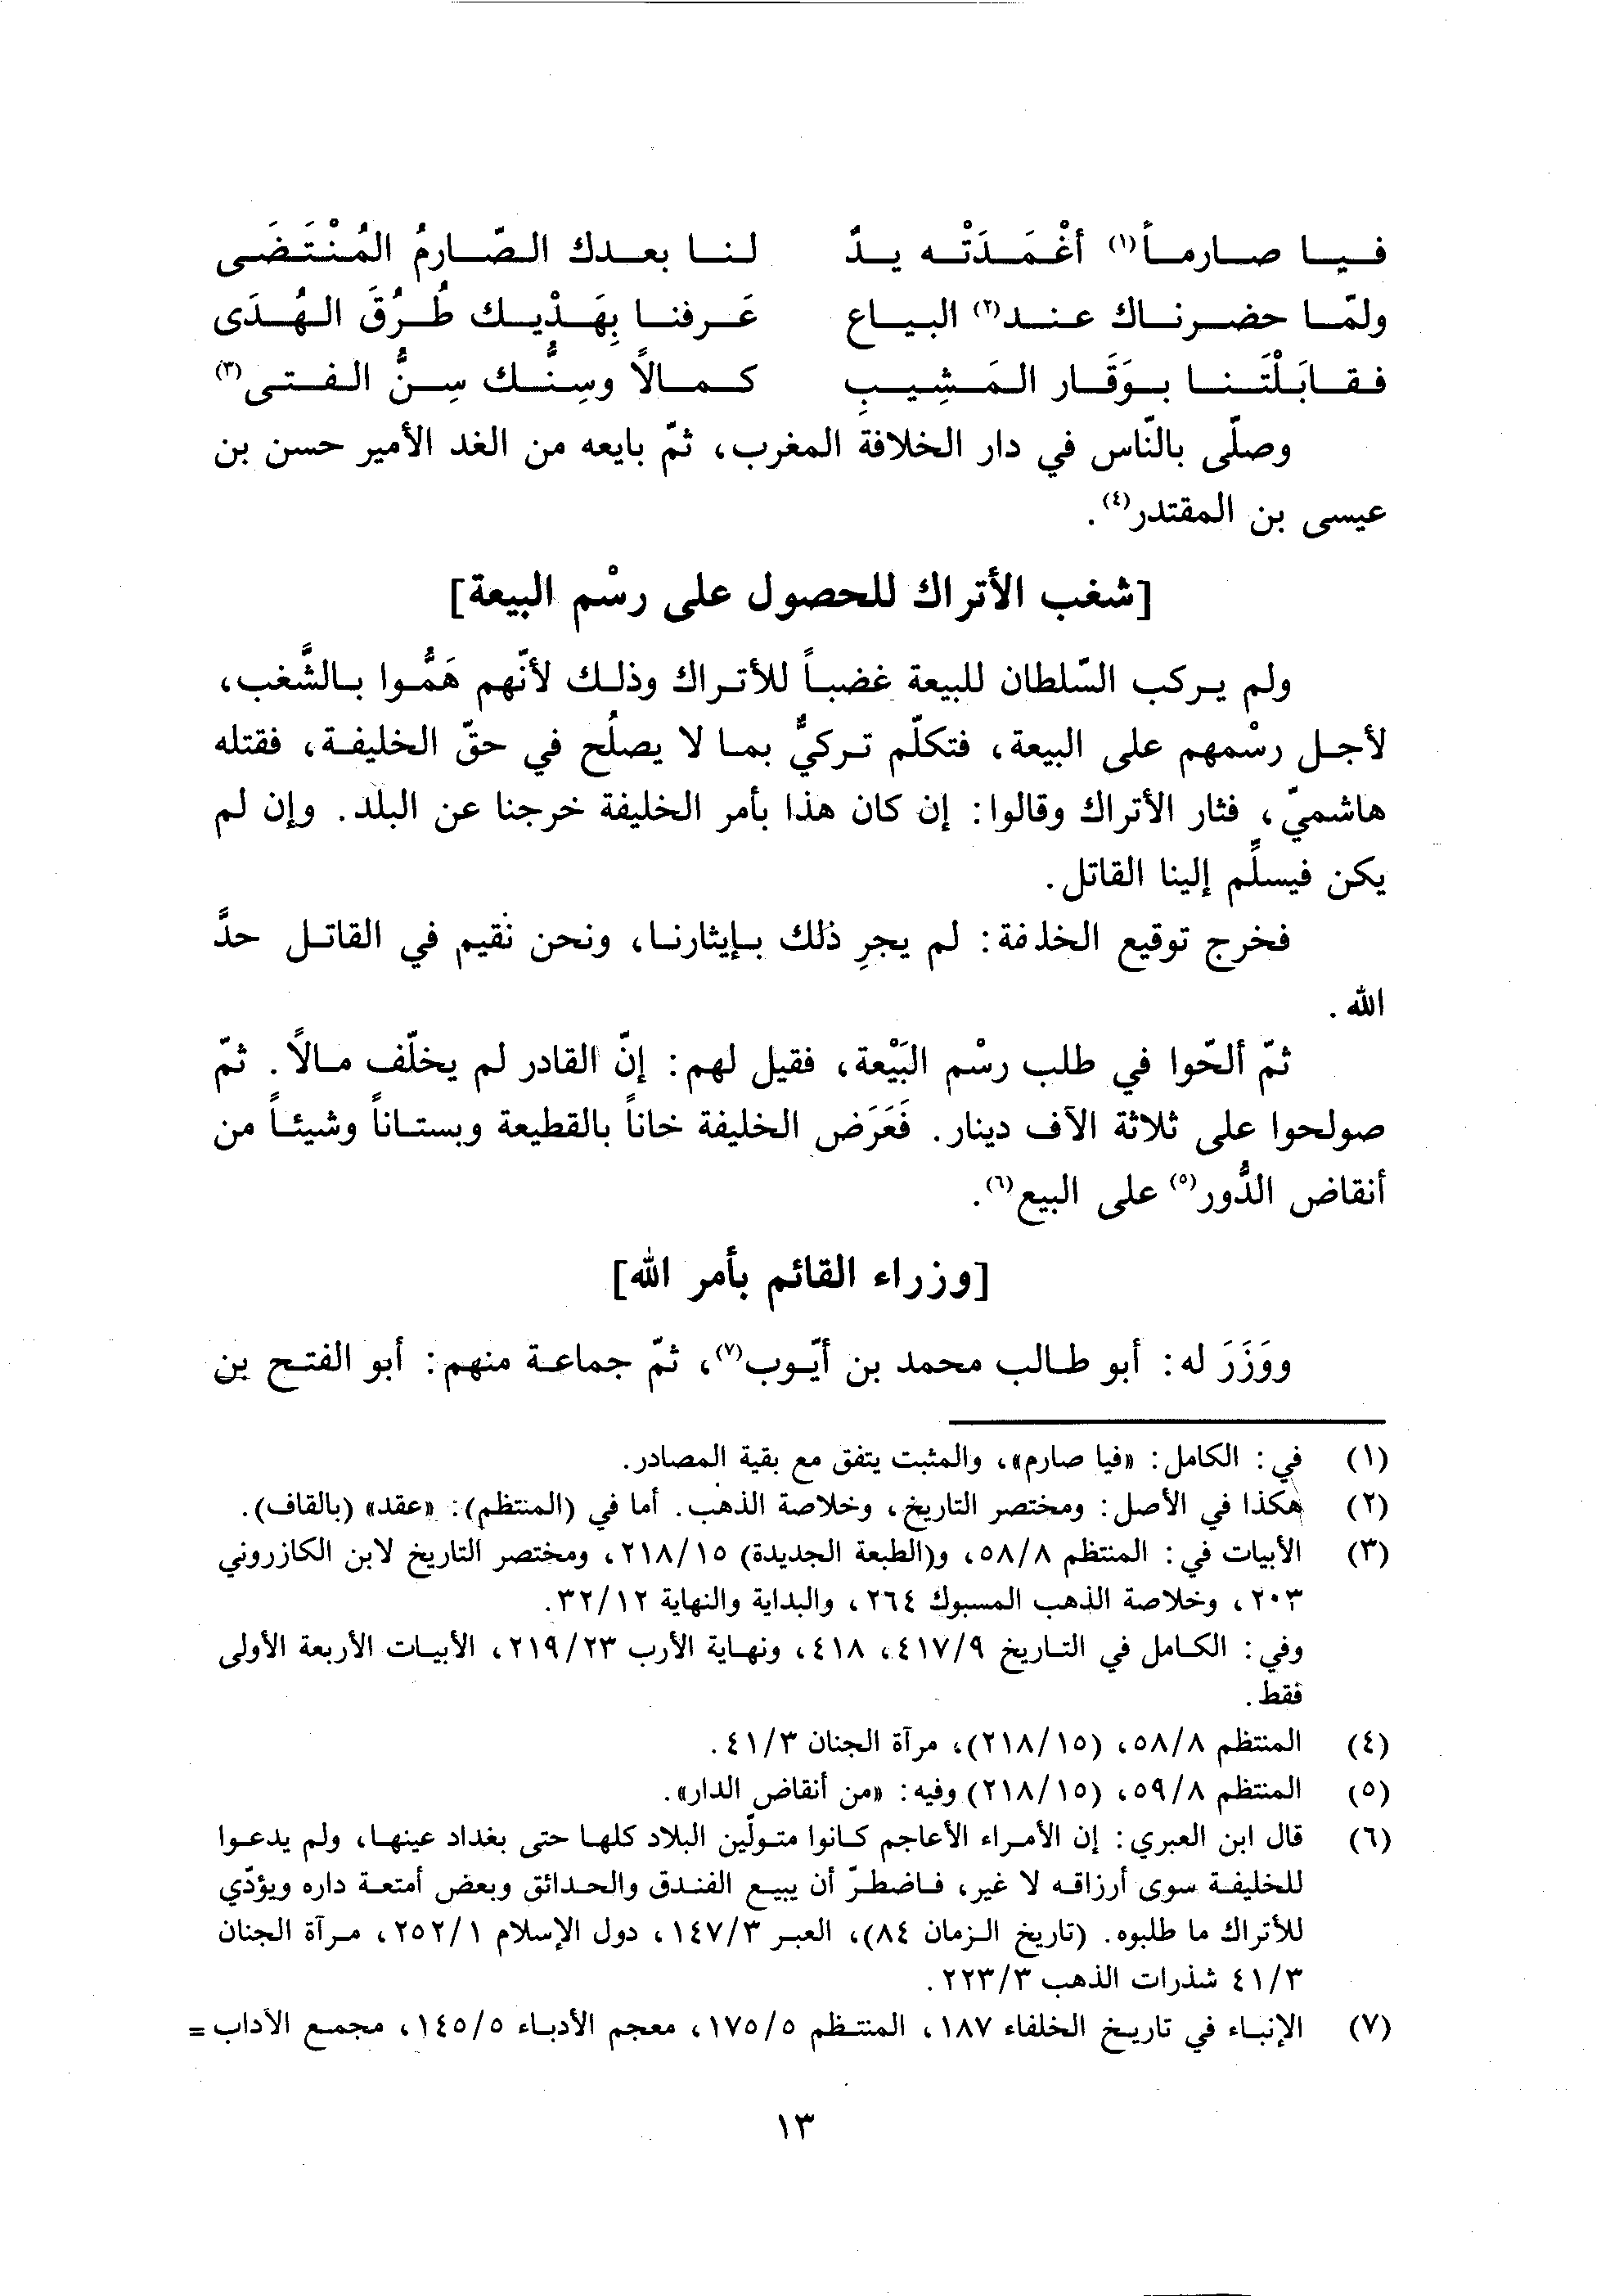 فيا صارماً(١) أغْمَدَتْه يدٌ لنا بعدك الصّارمُ المُنْتَضَى
ولمّا حضرناك عند(٢) البياع عَرفنا بِهَدْيك طُرُقَ الهُدَى
فقابَلْتَنا بوَقَار المَشِيبِ كمالاً وسِنُّك سِنُّ الفتى(٣)
وصلّى بالنّاس في دار الخلافة المغرب، ثمّ بايعه من الغد الأمير حسن بن
عيسى بن المقتدر(٤).
[شغب الأتراك للحصول على رسْم البيعة]
ولم يركب السّلطان للبيعة غضباً للأتراك وذلك لأنّهم هَمُّوا بالشَّغب،
لأجل رسْمهم على البيعة، فتكلّم تركيٌّ بما لا يصلُح في حقّ الخليفة، فقتله
هاشميّ، فثار الأتراك وقالوا: إن كان هذا بأمر الخليفة خرجنا عن البلد. وإن لم
يكن فيسلَّم إلينا القاتل.
فخرج توقيع الخلفة: لم يجرِ ذلك بإيثارنا، ونحن نُقيم في القاتل حدَّ
الله.
ثمّ ألحّوا في طلب رسْم البَيْعة، فقيل لهم: إنّ القادر لم يخلّف مالاً. ثمّ
صولحوا على ثلاثة الآف دينار. فَعَرَض الخليفة خاناً بالقطيعة وبستاناً وشيئاً من
أنقاض الدُّور(٥) على البيع(٦).
[وزراء القائم بأمر الله]
ووَزَرَ له: أبو طالب محمد بن أيّوب(٧)، ثمّ جماعة منهم: أبو الفتح بن
(١) في: الكامل: «فيا صارم»، والمثبت يتفق مع بقية المصادر.
(٢) هكذا في الأصل: ومختصر التاريخ، وخلاصة الذهب. أما في (المنتظم): «عقد» (بالقاف).
(٣) الأبيات في: المنتظم ٥٨/٨، و(الطبعة الجديدة) ٢١٨/١٥، ومختصر التاريخ لابن الكازروني
٢٠٣، وخلاصة الذهب المسبوك ٢٦٤، والبداية والنهاية ٣٢/١٢.
وفي: الكامل في التاريخ ٤١٧/٩، ٤١٨، ونهاية الأرب ٢١٩/٢٣، الأبيات الأربعة الأولى
فقط.
(٤) المنتظم ٥٨/٨، (٢١٨/١٥)، مرآة الجنان ٤١/٣.
(٥) المنتظم ٥٩/٨، (٢١٨/١٥) وفيه: «من أنقاض الدار».
(٦) قال ابن العبري: إن الأمراء الأعاجم كانوا متولّين البلاد كلها حتى بغداد عينها، ولم يدعوا
للخليفة سوى أرزاقه لا غير، فاضطرّ أن يبيع الفندق والحدائق وبعض أمتعة داره ويؤدّي
للأتراك ما طلبوه. (تاريخ الزمان ٨٤)، العبر ١٤٧/٣، دول الإسلام ٢٥٢/١، مرآة الجنان
٤١/٣ شذرات الذهب ٢٢٣/٣.
(٧) الإنباء في تاريخ الخلفاء ١٨٧، المنتظم ١٧٥/٥، معجم الأدباء ١٤٥/٥، مجمع الآداب =
١٣